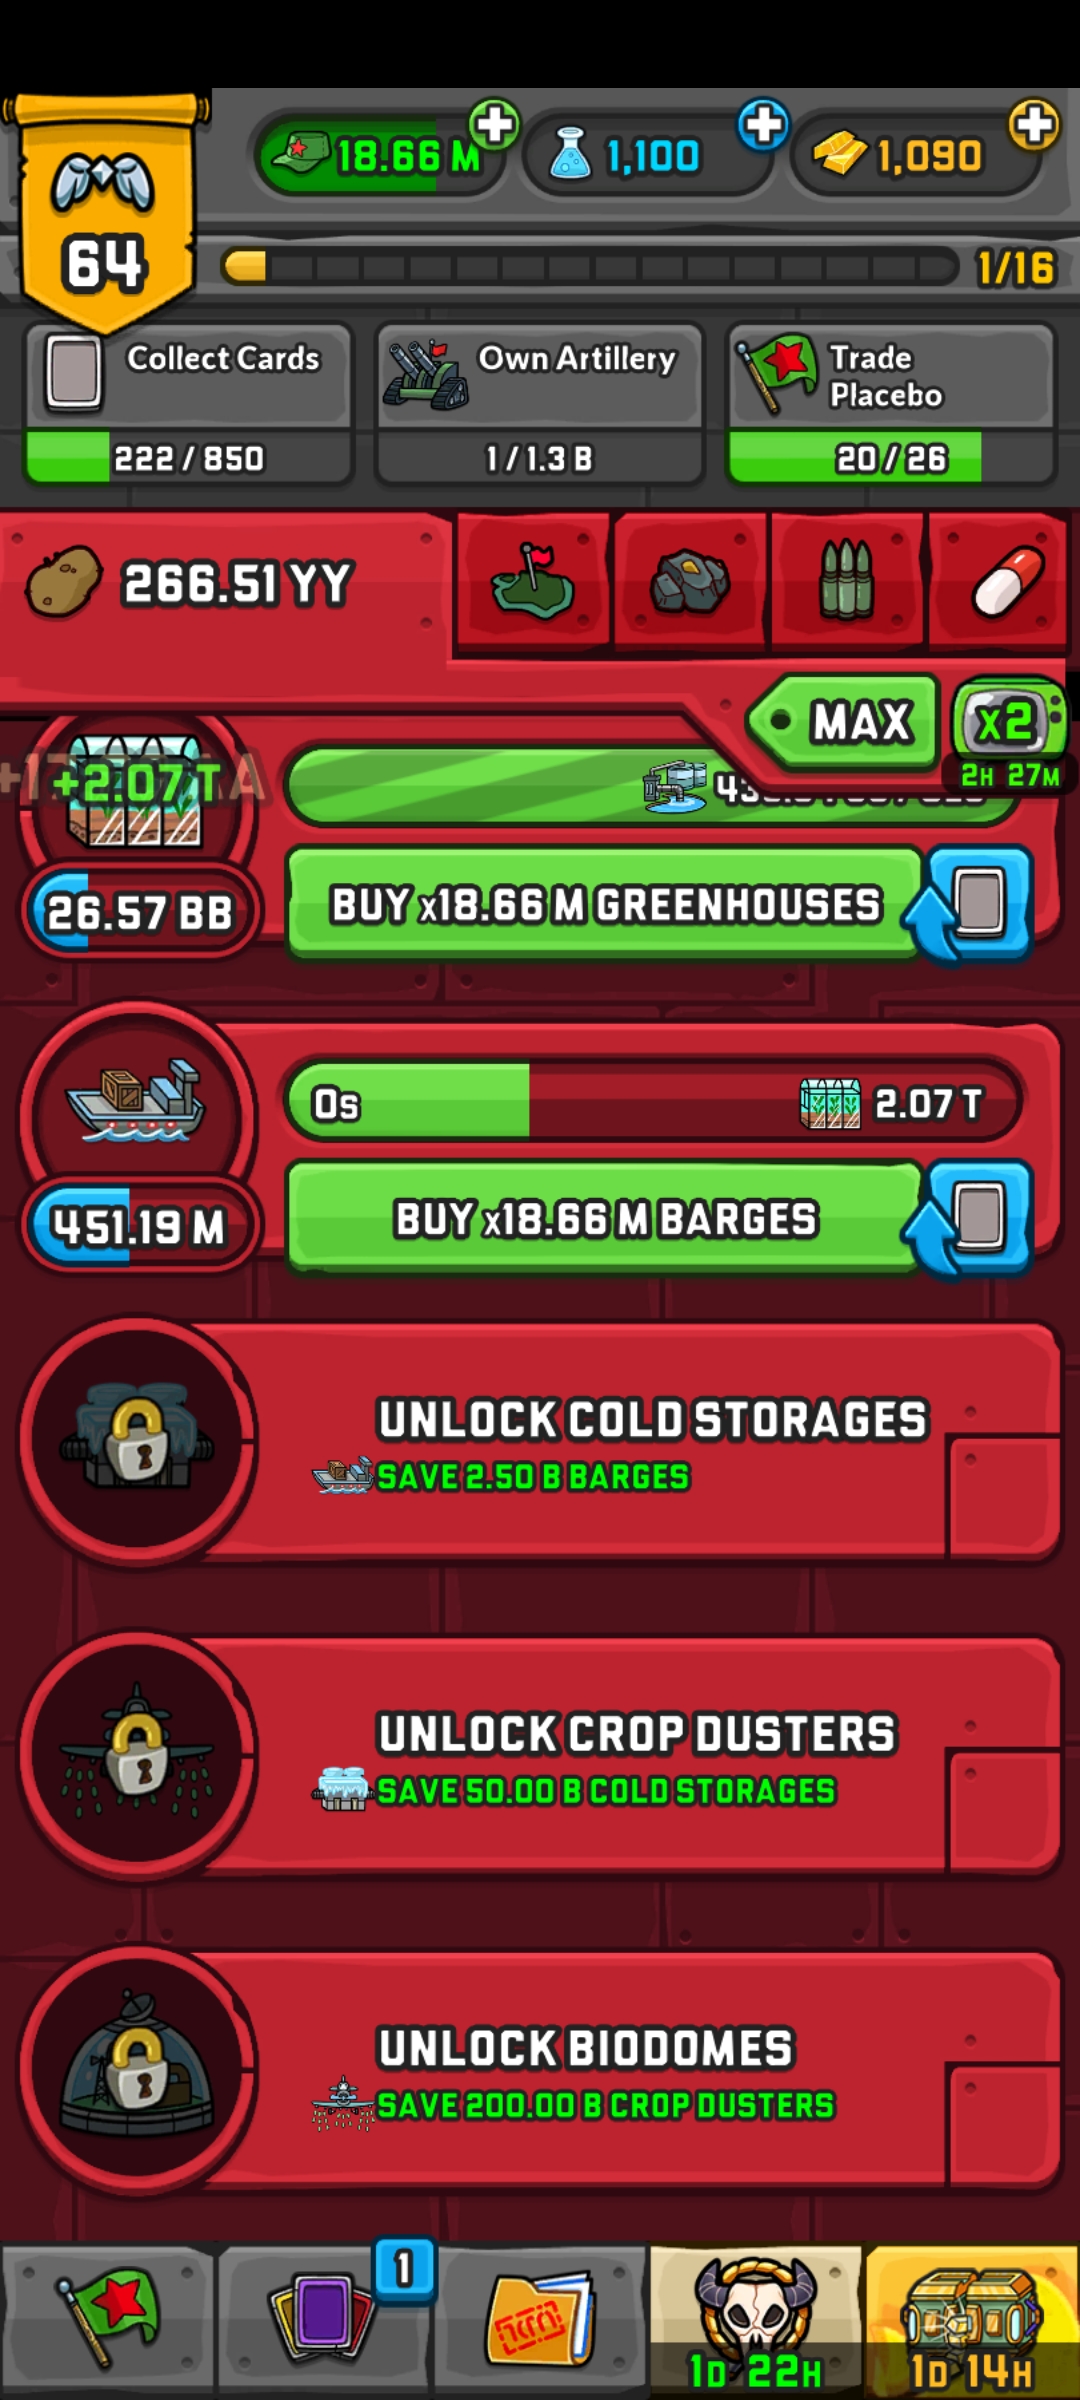 18.66 M
1,100
1,090
64
1/16
Collect Cards
222 / 850
Own Artillery
1 / 1.3 B
Trade
Placebo
20 / 26
266.51 YY
MAX
x2
2H 27M
+2.07 T
26.57 BB
BUY x18.66 M GREENHOUSES
0s
2.07 T
451.19 M
BUY x18.66 M BARGES
UNLOCK COLD STORAGES
SAVE 2.50 B BARGES
UNLOCK CROP DUSTERS
SAVE 50.00 B COLD STORAGES
UNLOCK BIODOMES
SAVE 200.00 B CROP DUSTERS
1
1D 22H
1D 14H